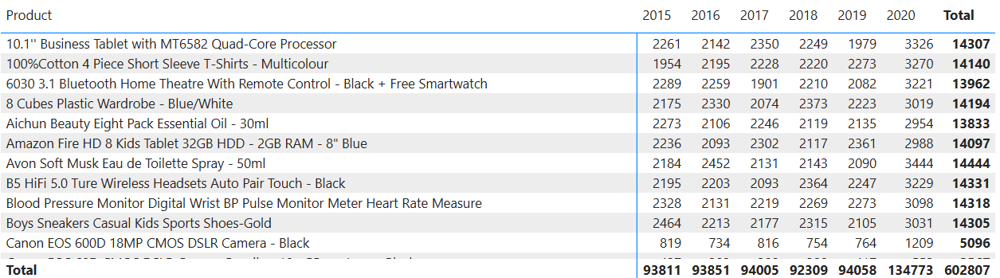 Product 2015 2016 2017 2018 2019 2020 Total
10.1'' Business Tablet with MT6582 Quad-Core Processor 2261 2142 2350 2249 1979 3326 14307
100%Cotton 4 Piece Short Sleeve T-Shirts - Multicolour 1954 2195 2228 2220 2273 3270 14140
6030 3.1 Bluetooth Home Theatre With Remote Control - Black + Free Smartwatch 2289 2259 1901 2210 2082 3221 13962
8 Cubes Plastic Wardrobe - Blue/White 2175 2330 2074 2373 2223 3019 14194
Aichun Beauty Eight Pack Essential Oil - 30ml 2273 2106 2246 2119 2135 2954 13833
Amazon Fire HD 8 Kids Tablet 32GB HDD - 2GB RAM - 8" Blue 2236 2093 2302 2117 2361 2988 14097
Avon Soft Musk Eau de Toilette Spray - 50ml 2184 2452 2131 2143 2090 3444 14444
B5 HiFi 5.0 Ture Wireless Headsets Auto Pair Touch - Black 2195 2203 2093 2364 2247 3229 14331
Blood Pressure Monitor Digital Wrist BP Pulse Monitor Meter Heart Rate Measure 2328 2131 2219 2269 2273 3098 14318
Boys Sneakers Casual Kids Sports Shoes-Gold 2464 2213 2177 2315 2105 3031 14305
Canon EOS 600D 18MP CMOS DSLR Camera - Black 819 734 816 754 764 1209 5096
Total 93811 93851 94005 92309 94058 134773 602807